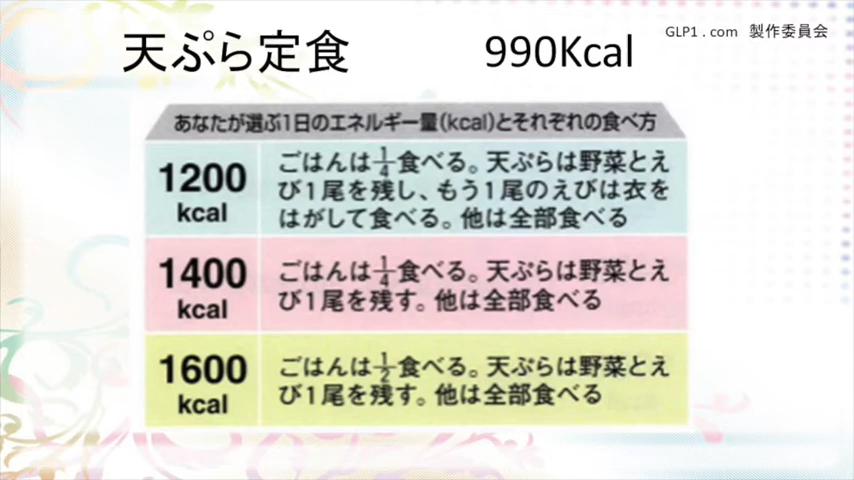 天ぷら定食 990Kcal
GLP1 . com 製作委員会
あなたが選ぶ1日のエネルギー量(kcal)とそれぞれの食べ方
1200
kcal
ごはんは1/4食べる。天ぷらは野菜とえ
び1尾を残し、もう1尾のえびは衣を
はがして食べる。他は全部食べる
1400
kcal
ごはんは1/4食べる。天ぷらは野菜とえ
び1尾を残す。他は全部食べる
1600
kcal
ごはんは1/2食べる。天ぷらは野菜とえ
び1尾を残す。他は全部食べる